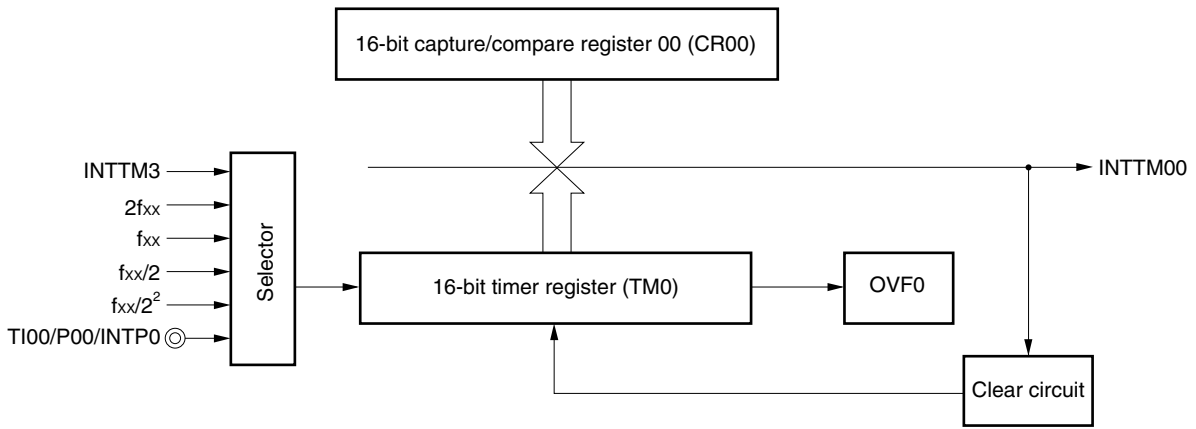 16-bit capture/compare register 00 (CR00)
INTTM3
2fxx
fxx
fxx/2
fxx/2²
TI00/P00/INTP0
Selector
INTTM00
16-bit timer register (TM0)
OVF0
Clear circuit